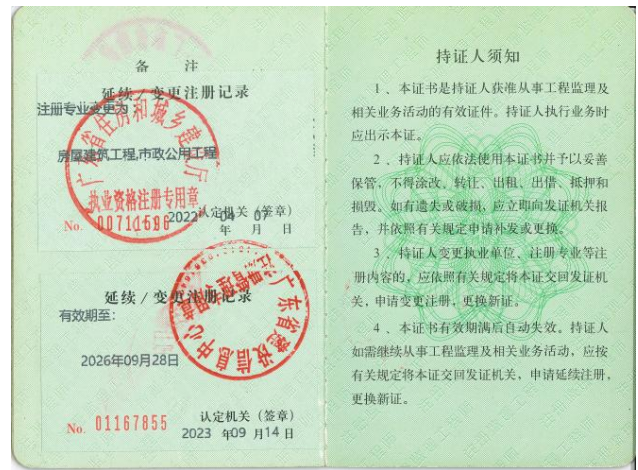 备 注
延续/变更注册记录
注册专业变更为:
房屋建筑工程,市政公用工程
广东省住房和城乡建设厅
执业资格注册专用章
No. 00711596
认定机关(签章)
2022年 04月 07日
延续/变更注册记录
有效期至:
2026年09月28日
No. 01167855
认定机关(签章)
2023 年09 月14 日
持证人须知
1、本证书是持证人获准从事工程监理及
相关业务活动的有效证件。持证人执行业务时
应出示本证。
2、持证人应依法使用本证书并予以妥善
保管,不得涂改、转让、出租、出借、抵押和
损毁。如有遗失或破损,应立即向发证机关报
告,并依照有关规定申请补发或更换。
3、持证人变更执业单位、注册专业等注
册内容的,应依照有关规定将本证交回发证机
关,申请变更注册,更换新证。
4、本证书有效期满后自动失效。持证人
如需继续从事工程监理及相关业务活动,应按
有关规定将本证交回发证机关,申请延续注册,
更换新证。